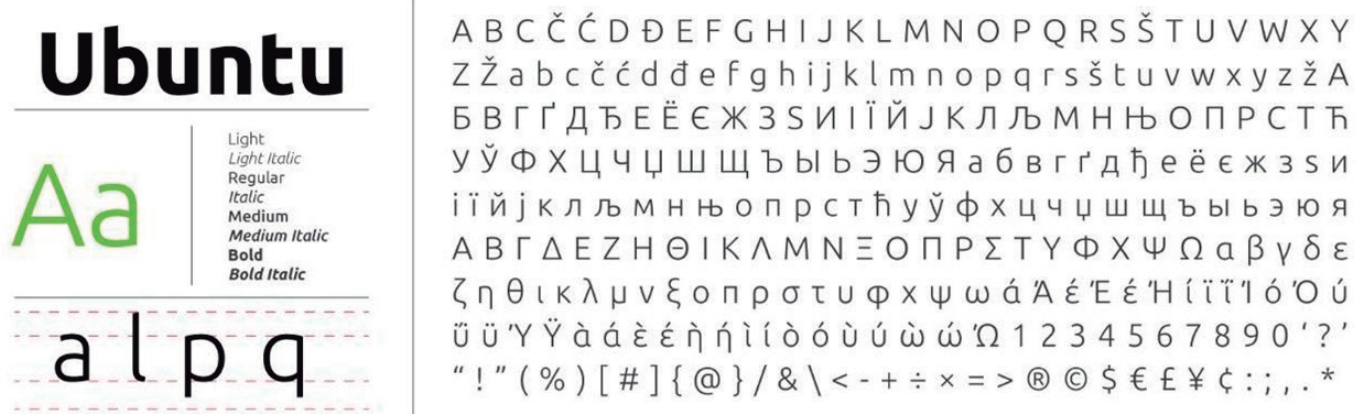 Ubuntu
Aa
Light
Light Italic
Regular
Italic
Medium
Medium Italic
Bold
Bold Italic
a l p q
A B C Č Ć D Đ E F G H I J K L M N O P Q R S Š T U V W X Y
Z Ž a b c č ć d đ e f g h i j k l m n o p q r s š t u v w x y z ž А
Б В Г Ґ Д Ђ Е Ё Є Ж З Ѕ И І Ї Й Ј К Л Љ М Н Њ О П Р С Т Ћ
У Ў Ф Х Ц Ч Џ Ш Щ Ъ Ы Ь Э Ю Я а б в г ґ д ђ е ё є ж з ѕ и
і ї й ј к л љ м н њ о п р с т ћ у ў ф х ц ч џ ш щ ъ ы ь э ю я
Α Β Γ Δ Ε Ζ Η Θ Ι Κ Λ Μ Ν Ξ Ο Π Ρ Σ Τ Υ Φ Χ Ψ Ω α β γ δ ε
ζ η θ ι κ λ μ ν ξ ο π ρ σ τ υ φ χ ψ ω ά Ά έ Έ έ Ή ί ϊ ΐ Ί ό Ό ύ
ΰ ϋ Ύ Ϋ ὰ ά ὲ έ ὴ ή ὶ ί ὸ ό ὺ ύ ὼ ώ Ώ 1 2 3 4 5 6 7 8 9 0 ‘ ? ’
“ ! ” ( % ) [ # ] { @ } / & \ < - + ÷ × = > ® © $ € £ ¥ ¢ : ; , . *